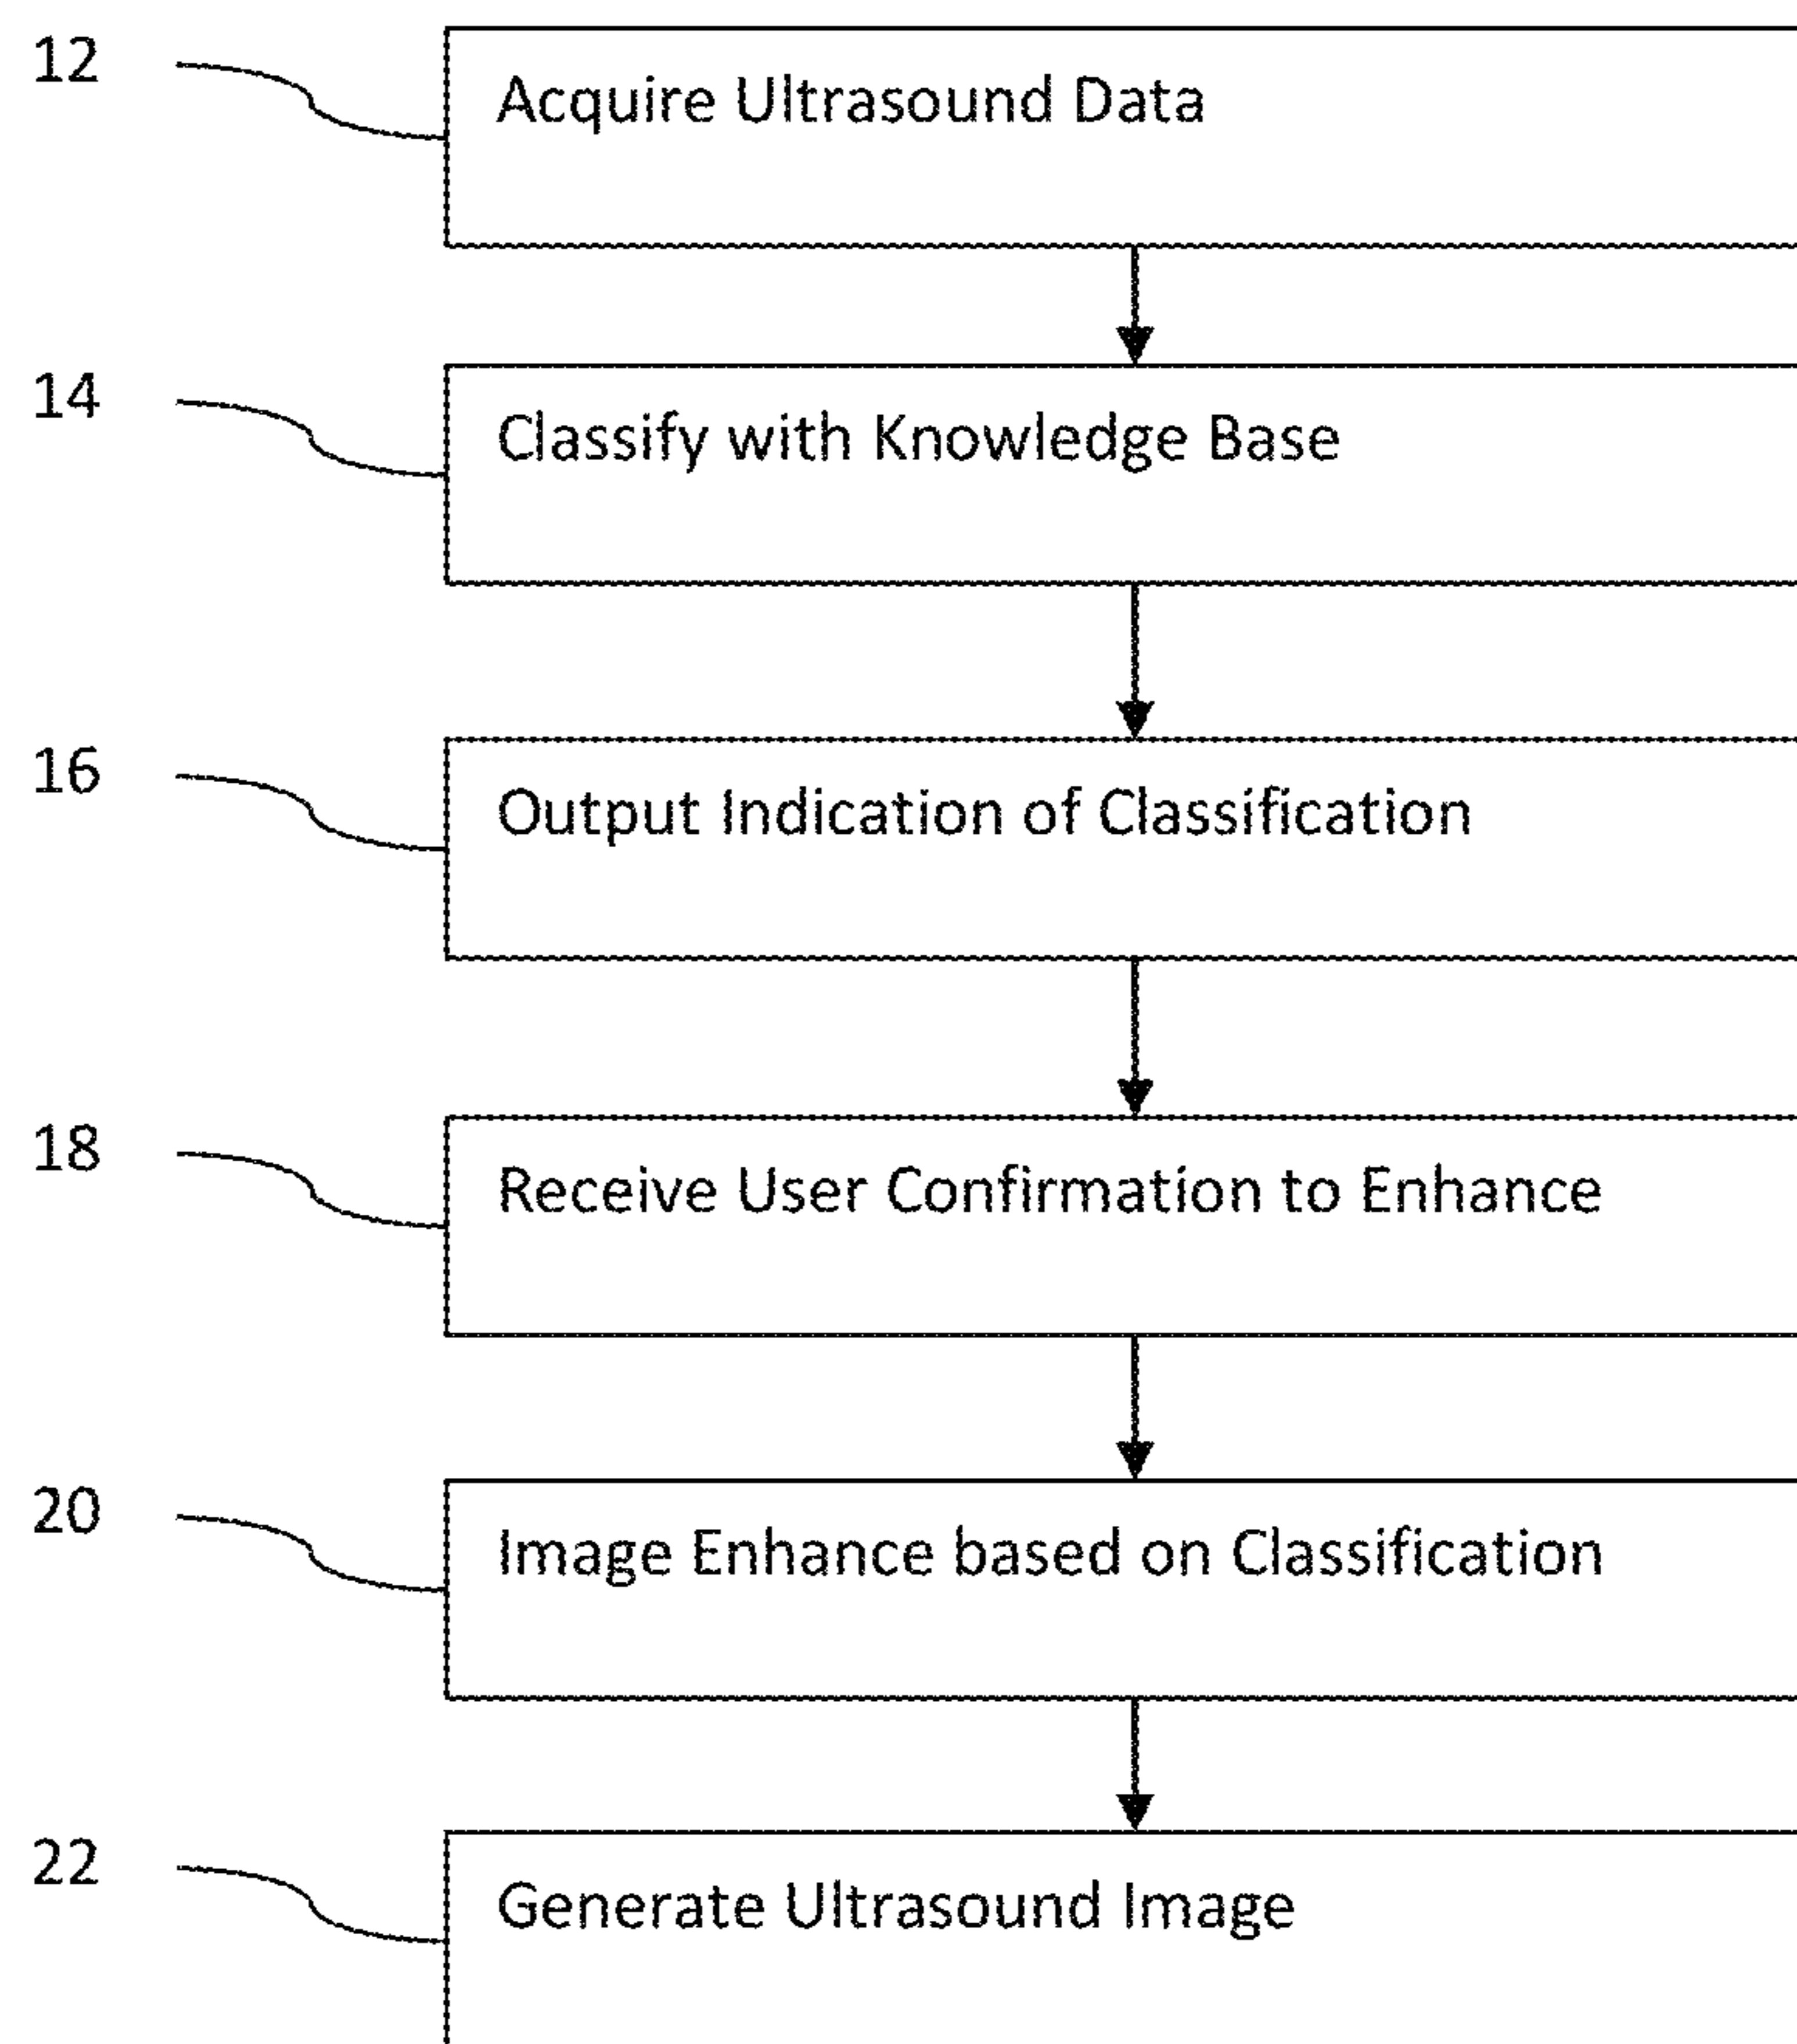 12
Acquire Ultrasound Data
14
Classify with Knowledge Base
16
Output Indication of Classification
18
Receive User Confirmation to Enhance
20
Image Enhance based on Classification
22
Generate Ultrasound Image